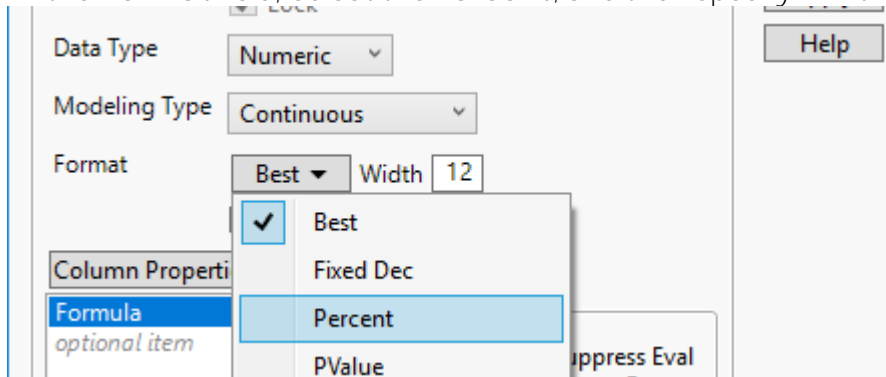 Lock
Data Type Numeric Help
Modeling Type Continuous
Format Best Width 12
Best
Column Properti Fixed Dec
Formula Percent
optional item uppress Eval
PValue